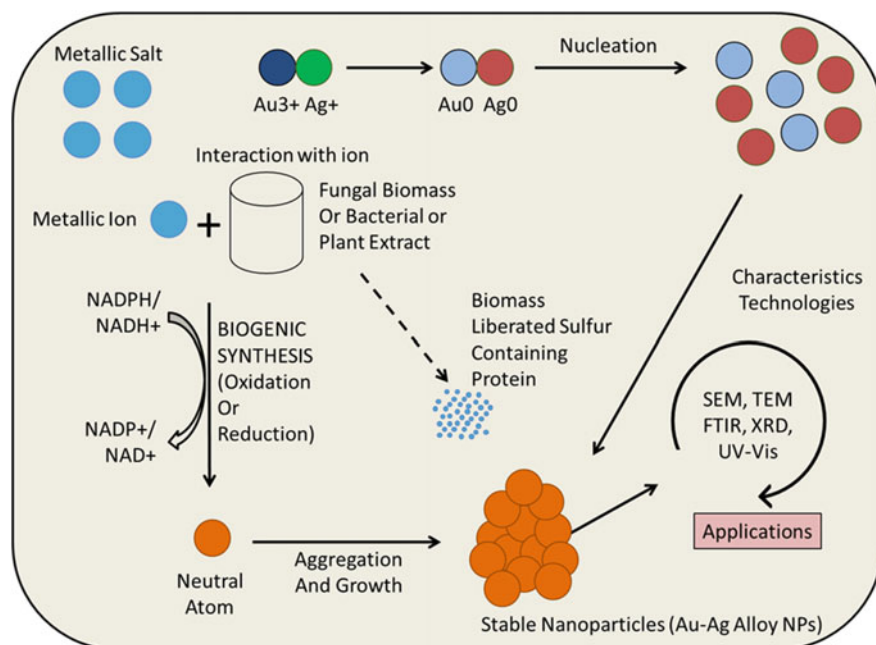 Metallic Salt
Au3+ Ag+
Au0 Ag0
Nucleation
Interaction with ion
Metallic Ion
+
Fungal Biomass
Or Bacterial or
Plant Extract
NADPH/
NADH+
NADP+/
NAD+
BIOGENIC
SYNTHESIS
(Oxidation
Or
Reduction)
Biomass
Liberated Sulfur
Containing
Protein
Characteristics
Technologies
SEM, TEM
FTIR, XRD,
UV-Vis
Applications
Neutral
Atom
Aggregation
And Growth
Stable Nanoparticles (Au-Ag Alloy NPs)